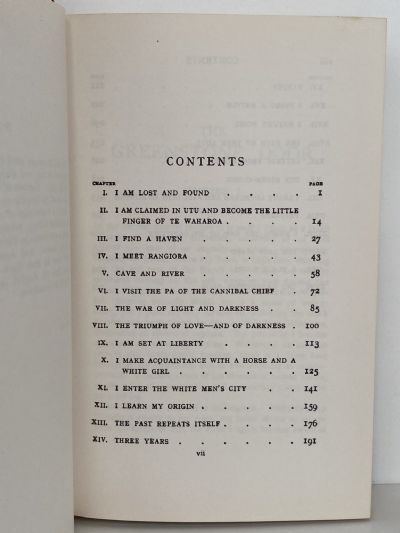 CONTENTS
CHAPTER PAGE
I. I AM LOST AND FOUND . . . . 1
II. I AM CLAIMED IN UTU AND BECOME THE LITTLE
FINGER OF TE WAHAROA . . . . 14
III. I FIND A HAVEN . . . . . 27
IV. I MEET RANGIORA . . . . . 43
V. CAVE AND RIVER . . . . . 58
VI. I VISIT THE PA OF THE CANNIBAL CHIEF . 72
VII. THE WAR OF LIGHT AND DARKNESS . . 85
VIII. THE TRIUMPH OF LOVE—AND OF DARKNESS . 100
IX. I AM SET AT LIBERTY . . . . 113
X. I MAKE ACQUAINTANCE WITH A HORSE AND A
WHITE GIRL . . . . . . 125
XI. I ENTER THE WHITE MEN'S CITY . . 141
XII. I LEARN MY ORIGIN . . . . 159
XIII. THE PAST REPEATS ITSELF . . . . 176
XIV. THREE YEARS . . . . . . 191
vii